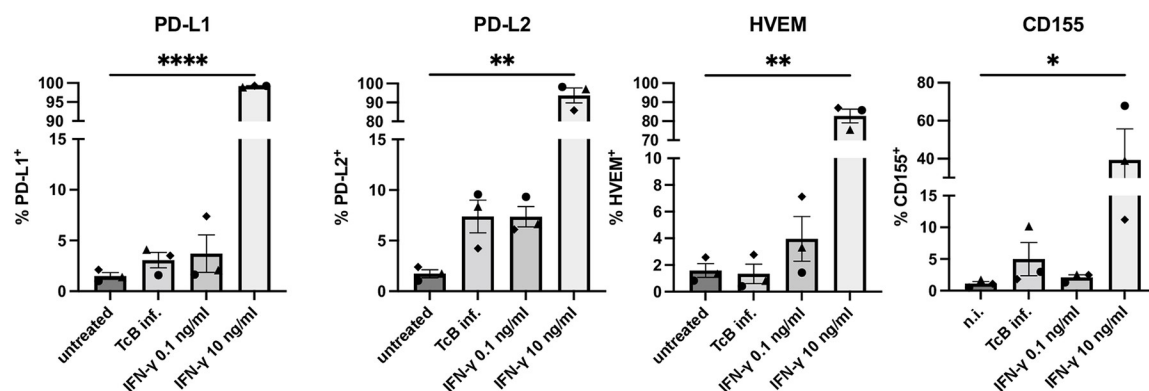 PD-L1
****
% PD-L1+
100
95
90
15
10
5
0
untreated
TcB inf.
IFN-γ 0.1 ng/ml
IFN-γ 10 ng/ml
PD-L2
**
% PD-L2+
100
90
80
15
10
5
0
untreated
TcB inf.
IFN-γ 0.1 ng/ml
IFN-γ 10 ng/ml
HVEM
**
% HVEM+
100
90
80
70
6
4
2
0
untreated
TcB inf.
IFN-γ 0.1 ng/ml
IFN-γ 10 ng/ml
CD155
*
% CD155+
80
60
40
15
10
5
0
n.i.
TcB inf.
IFN-γ 0.1 ng/ml
IFN-γ 10 ng/ml